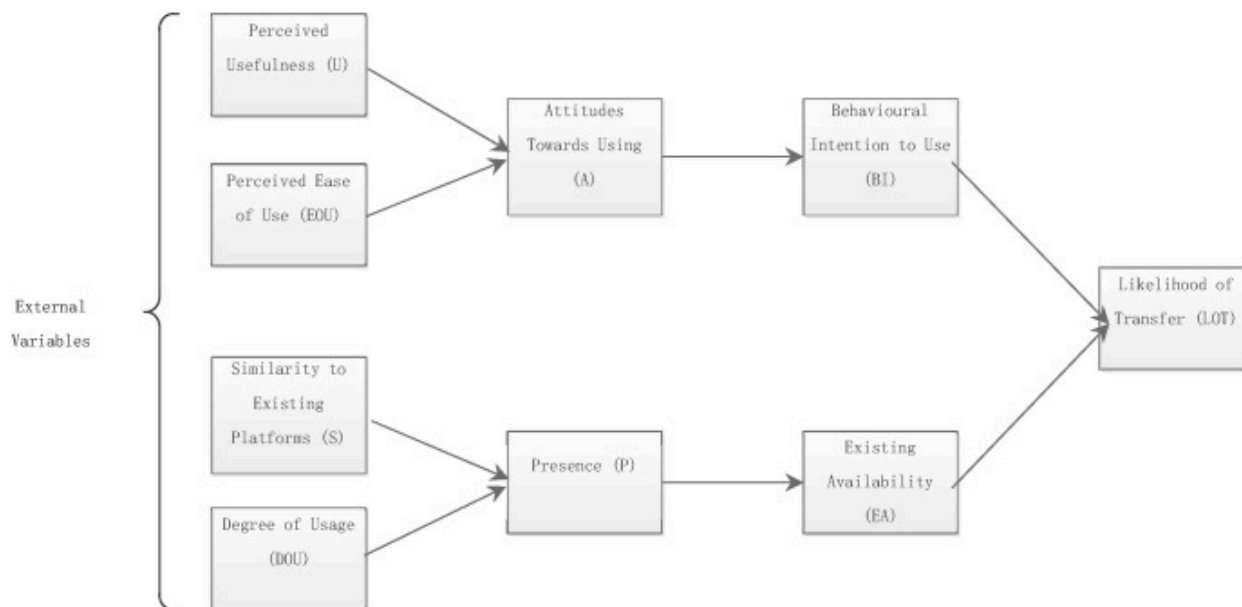 External
Variables
Perceived
Usefulness (U)
Perceived Ease
of Use (EOU)
Similarity to
Existing
Platforms (S)
Degree of Usage
(DOU)
Attitudes
Towards Using
(A)
Presence (P)
Behavioural
Intention to Use
(BI)
Existing
Availability
(EA)
Likelihood of
Transfer (LOT)